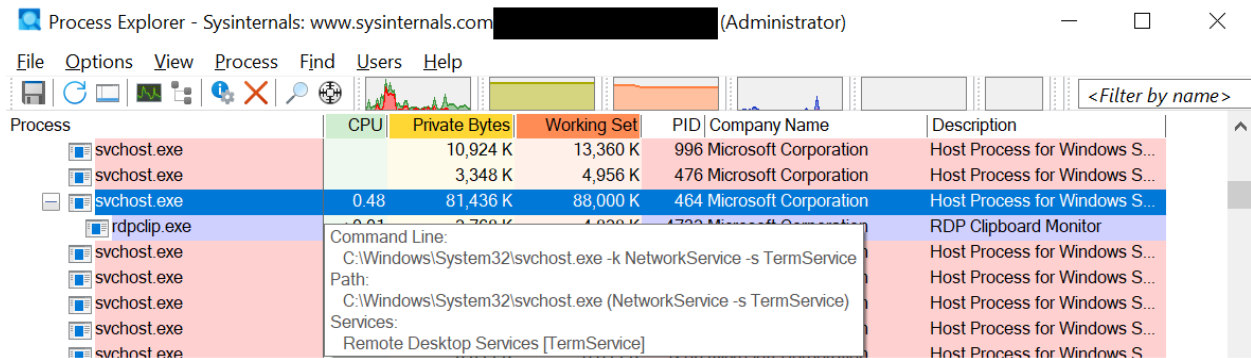 Process Explorer - Sysinternals: www.sysinternals.com (Administrator)
File Options View Process Find Users Help
<Filter by name>
Process CPU Private Bytes Working Set PID Company Name Description
svchost.exe 10,924 K 13,360 K 996 Microsoft Corporation Host Process for Windows S...
svchost.exe 3,348 K 4,956 K 476 Microsoft Corporation Host Process for Windows S...
svchost.exe 0.48 81,436 K 88,000 K 464 Microsoft Corporation Host Process for Windows S...
rdpclip.exe Microsoft Corporation RDP Clipboard Monitor
Command Line:
svchost.exe Host Process for Windows S...
C:\Windows\System32\svchost.exe -k NetworkService -s TermService
Path:
svchost.exe Host Process for Windows S...
C:\Windows\System32\svchost.exe (NetworkService -s TermService)
svchost.exe Host Process for Windows S...
Services:
svchost.exe Host Process for Windows S...
Remote Desktop Services [TermService]
svchost.exe Host Process for Windows S...